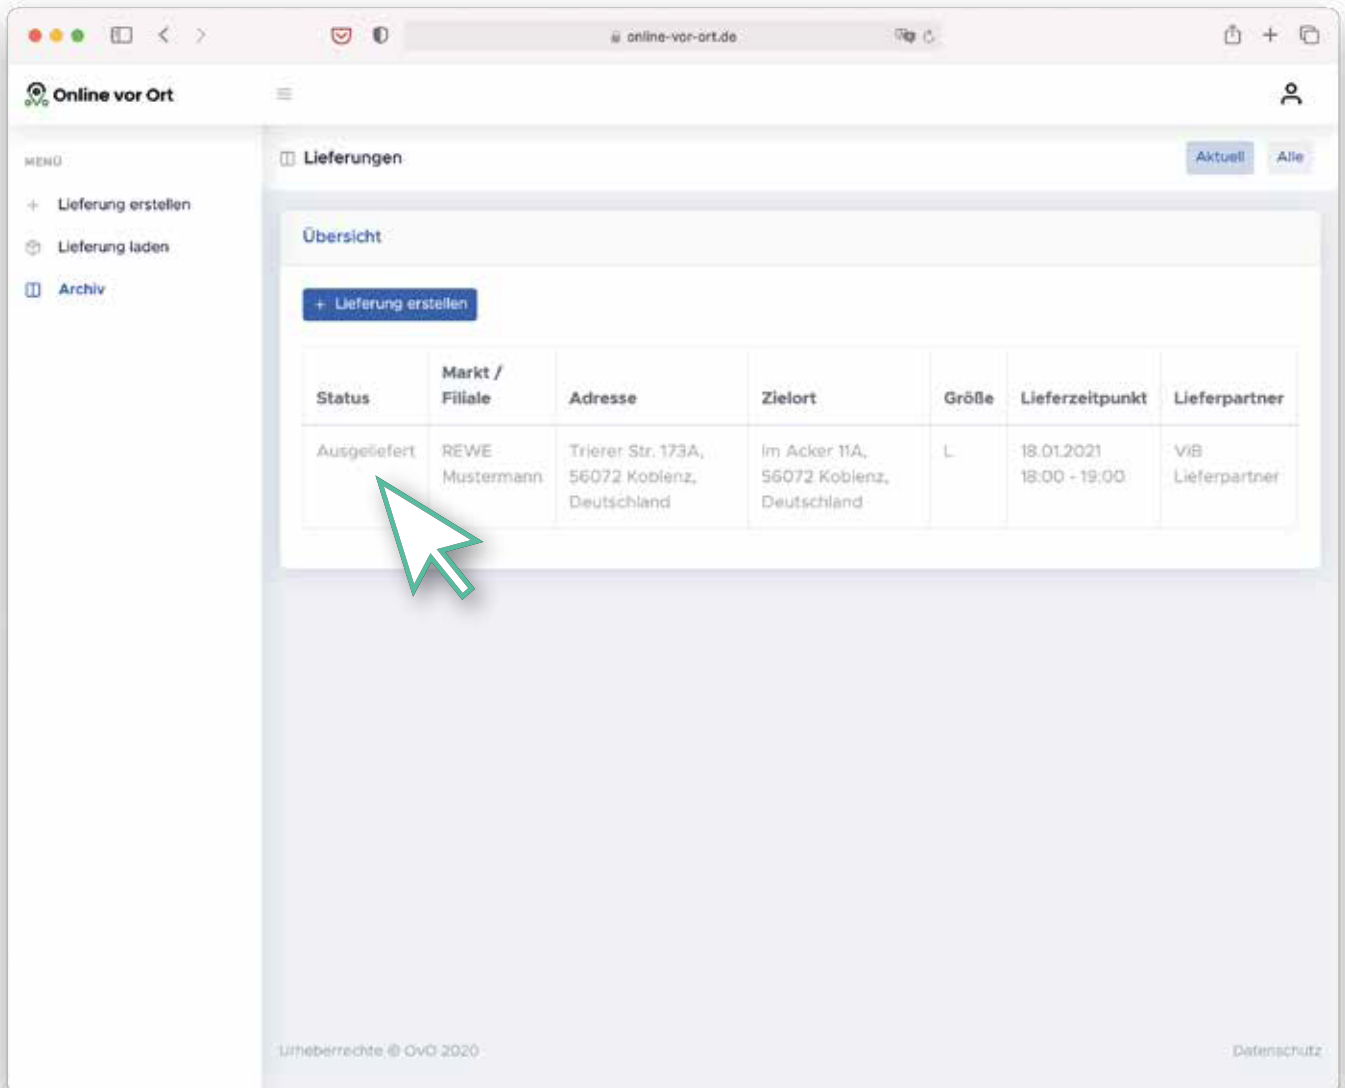 online-vor-ort.de
Online vor Ort
MENÜ
Lieferungen
Aktuell
Alle
+ Lieferung erstellen
Lieferung laden
Archiv
Übersicht
+ Lieferung erstellen
Status
Markt /
Filiale
Adresse
Zielort
Größe
Lieferzeitpunkt
Lieferpartner
Ausgeliefert
REWE
Mustermann
Trierer Str. 173A,
56072 Koblenz,
Deutschland
Im Acker 11A,
56072 Koblenz,
Deutschland
L
18.01.2021
18:00 - 19:00
ViB
Lieferpartner
Urheberrechte © OvO 2020
Datenschutz